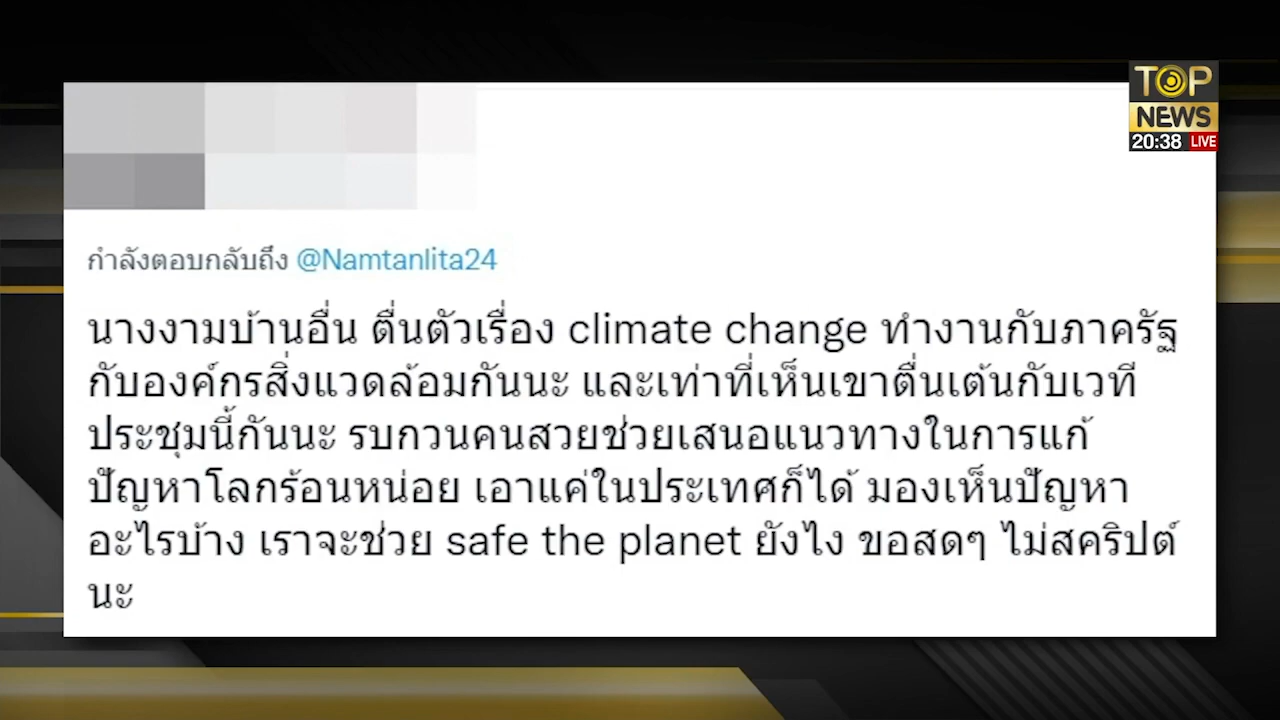 TOP
NEWS
20:38 LIVE
กำลังตอบกลับถึง @Namtanlita24
นางงามบ้านอื่น ตื่นตัวเรื่อง climate change ทำงานกับภาครัฐ
กับองค์กรสิ่งแวดล้อมกันนะ และเท่าที่เห็นเขาตื่นเต้นกับเวที
ประชุมนี้กันนะ รบกวนคนสวยช่วยเสนอแนวทางในการแก้
ปัญหาโลกร้อนหน่อย เอาแค่ในประเทศก็ได้ มองเห็นปัญหา
อะไรบ้าง เราจะช่วย safe the planet ยังไง ขอสดๆ ไม่สคริปต์
นะ